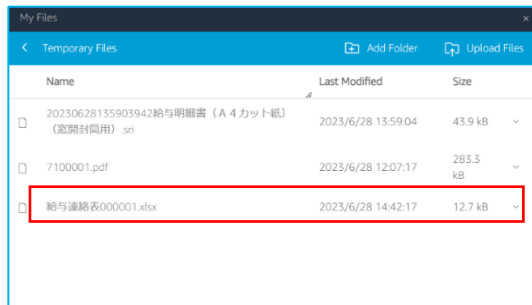 My Files
Temporary Files Add Folder Upload Files
Name Last Modified Size
20230628135903942給与明細書（Ａ４カット紙）
（窓開封筒用）.sri 2023/6/28 13:59:04 43.9 kB
7100001.pdf 2023/6/28 12:07:17 283.3
kB
給与連絡表000001.xlsx 2023/6/28 14:42:17 12.7 kB